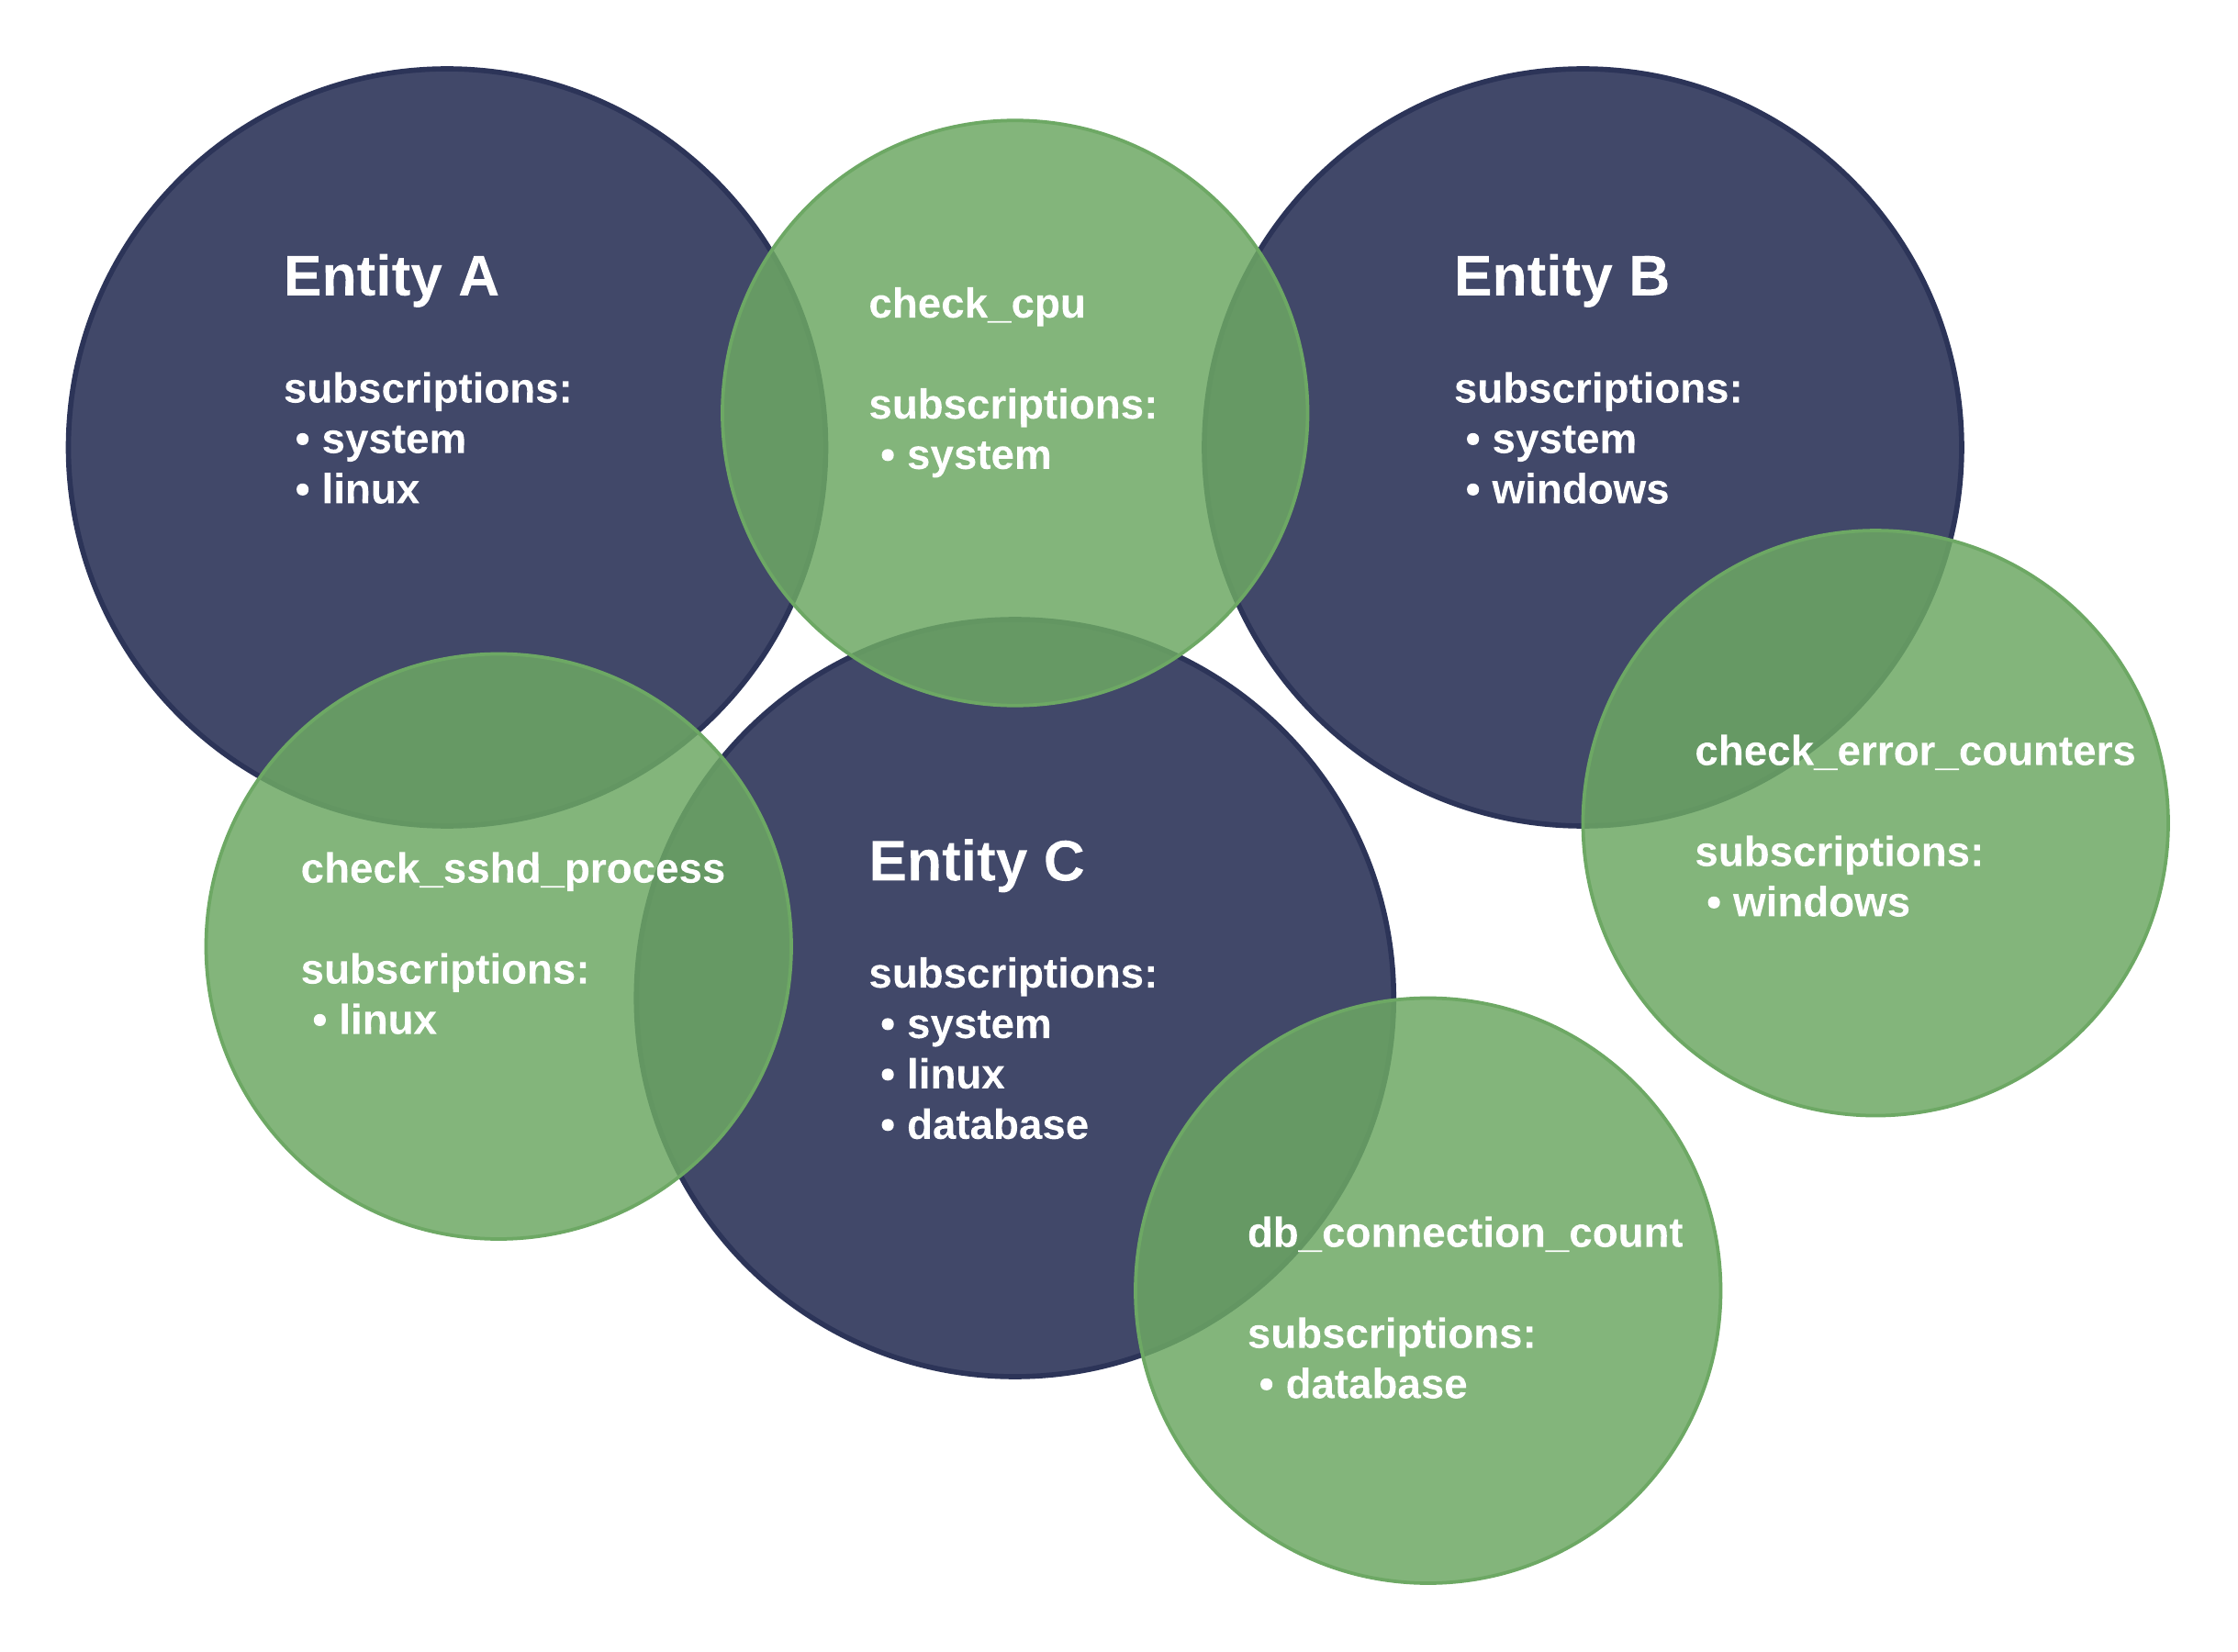 Entity A
subscriptions:
• system
• linux
check_cpu
subscriptions:
• system
Entity B
subscriptions:
• system
• windows
check_error_counters
subscriptions:
• windows
check_sshd_process
subscriptions:
• linux
Entity C
subscriptions:
• system
• linux
• database
db_connection_count
subscriptions:
• database